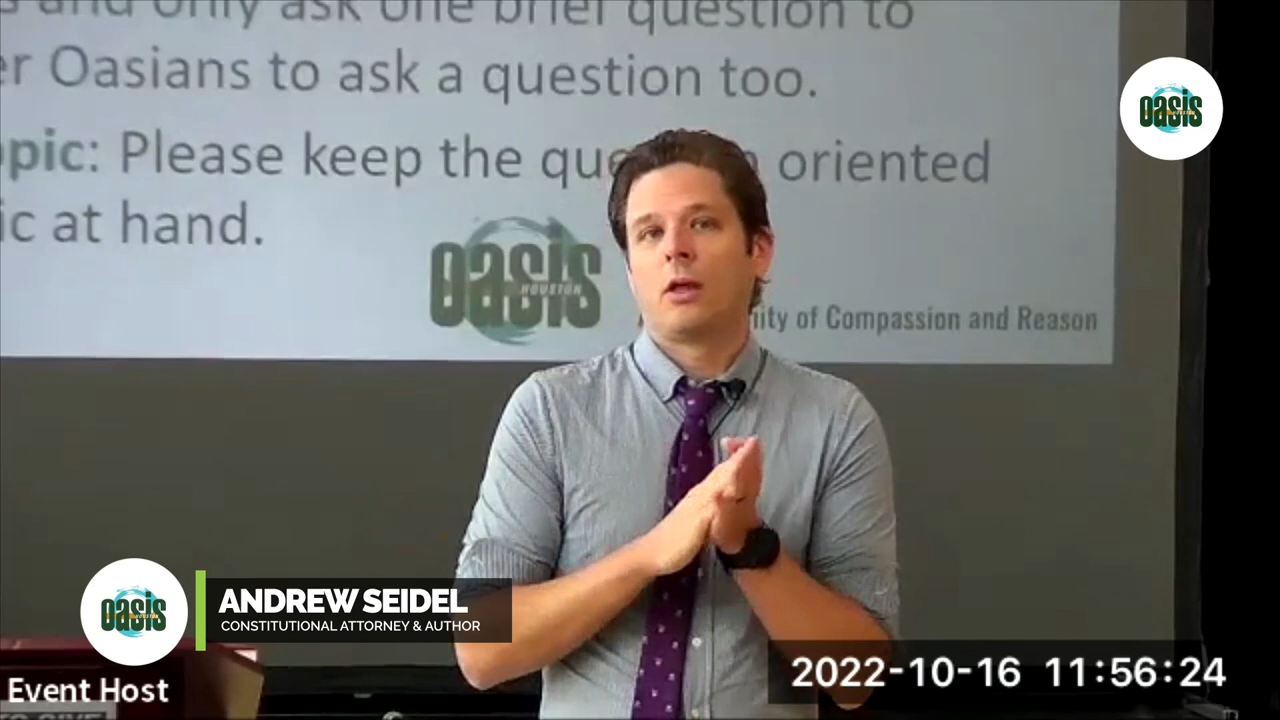 and only ask one brief question to
er Oasians to ask a question too.
opic: Please keep the que oriented
ic at hand.
oasis
HOUSTON
ity of Compassion and Reason
oasis
oasis
ANDREW SEIDEL
CONSTITUTIONAL ATTORNEY & AUTHOR
Event Host
2022-10-16 11:56:24